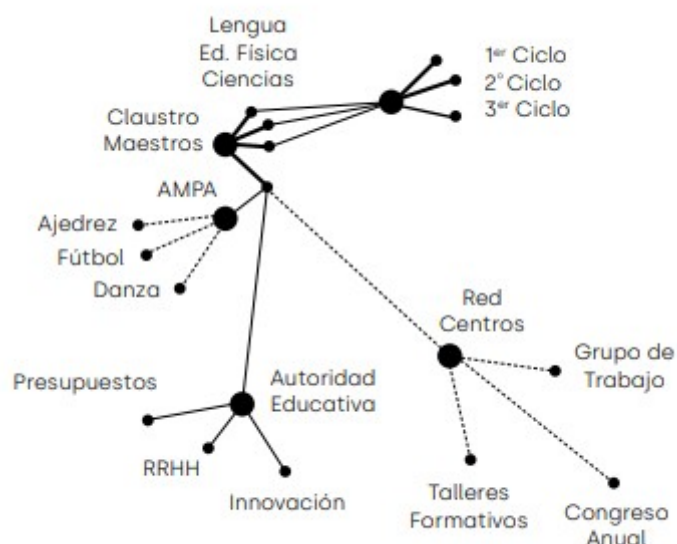 Lengua
Ed. Física
Ciencias
1er Ciclo
2º Ciclo
3er Ciclo
Claustro
Maestros
AMPA
Ajedrez
Fútbol
Danza
Red
Centros
Grupo de
Trabajo
Presupuestos
Autoridad
Educativa
RRHH
Innovación
Talleres
Formativos
Congreso
Anual